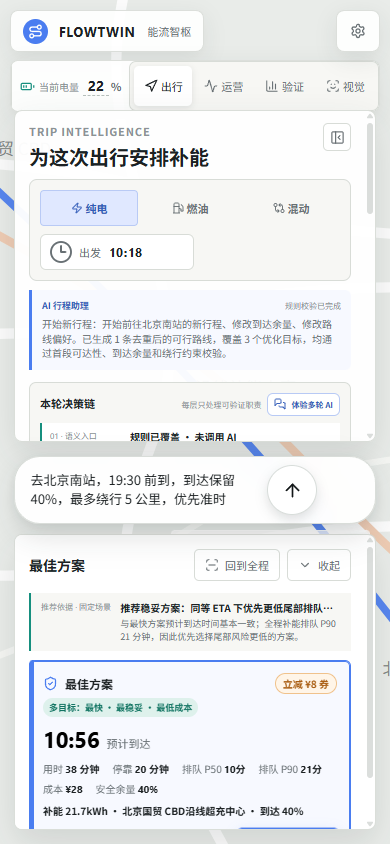 FLOWTWIN 能流智枢
当前电量 22 %
出行
运营
验证
视觉
贸
TRIP INTELLIGENCE
为这次出行安排补能
纯电
燃油
混动
出发 10:18
AI 行程助理 规则校验已完成
开始新行程：开始前往北京南站的新行程、修改到达余量、修改路
线偏好。已生成 1 条去重后的可行路线，覆盖 3 个优化目标，均通
过首段可达性、到达余量和绕行约束校验。
本轮决策链 每层只处理可验证职责 体验多轮 AI
01 · 语义入口 规则已覆盖 · 未调用 AI
去北京南站，19:30 前到，到达保留
40%，最多绕行 5 公里，优先准时
最佳方案 回到全程 收起
推荐依据 · 固定场景 推荐稳妥方案：同等 ETA 下优先更低尾部排队…
与最快方案预计到达时间基本一致；全程补能排队 P90
21 分钟，因此优先选择尾部风险更低的方案。
最佳方案 立减 ¥8 券
多目标：最快 · 最稳妥 · 最低成本
10:56 预计到达
用时 38 分钟 停靠 20 分钟 排队 P50 10分 排队 P90 21分
成本 ¥28 安全余量 40%
补能 21.7kWh · 北京国贸 CBD沿线超充中心 · 到达 40%